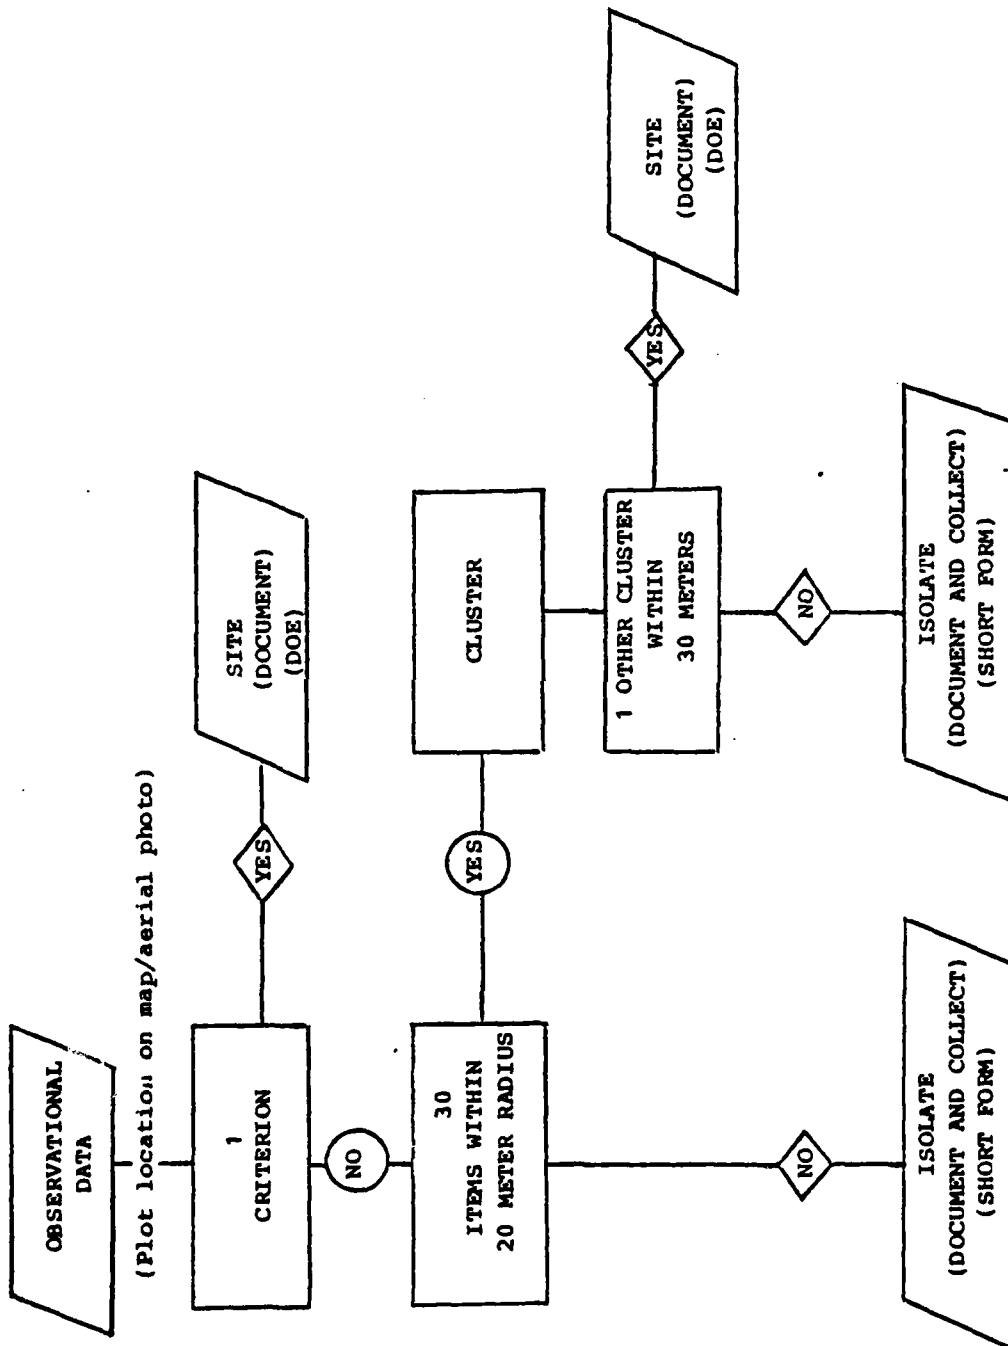 OBSERVATIONAL
DATA
(Plot location on map/aerial photo)
1
CRITERION
YES
SITE
(DOCUMENT)
(DOE)
NO
30
ITEMS WITHIN
20 METER RADIUS
YES
CLUSTER
1 OTHER CLUSTER
WITHIN
30 METERS
YES
SITE
(DOCUMENT)
(DOE)
NO
ISOLATE
(DOCUMENT AND COLLECT)
(SHORT FORM)
NO
ISOLATE
(DOCUMENT AND COLLECT)
(SHORT FORM)